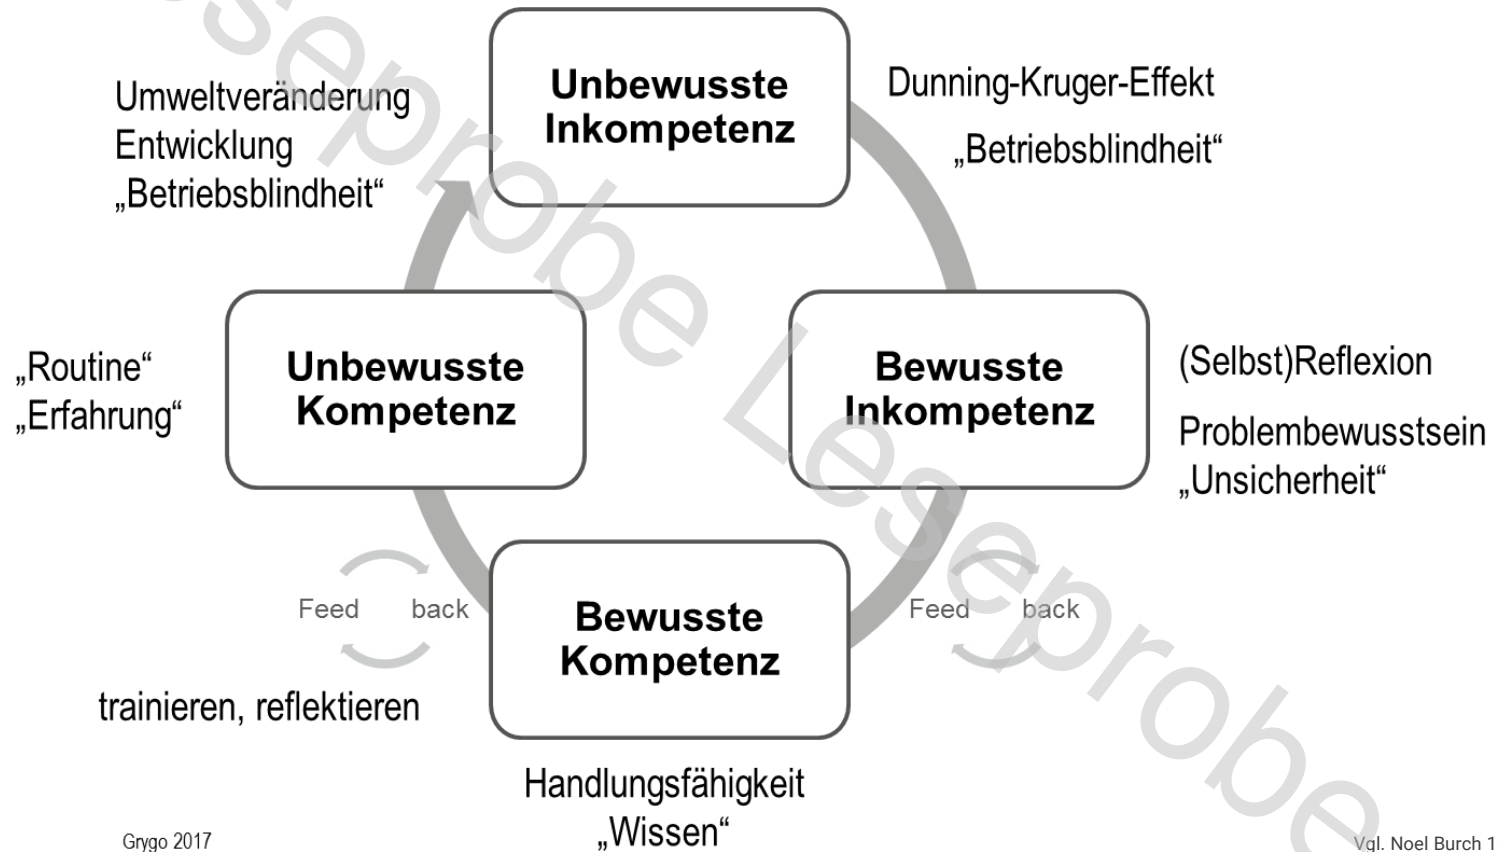 Unbewusste
Inkompetenz
Dunning-Kruger-Effekt
„Betriebsblindheit“
Umweltveränderung
Entwicklung
„Betriebsblindheit“
Unbewusste
Kompetenz
„Routine“
„Erfahrung“
Bewusste
Inkompetenz
(Selbst)Reflexion
Problembewusstsein
„Unsicherheit“
Feed back
Feed back
Bewusste
Kompetenz
trainieren, reflektieren
Handlungsfähigkeit
„Wissen“
Grygo 2017
Vgl. Noel Burch 1
Leseprobe Leseprobe